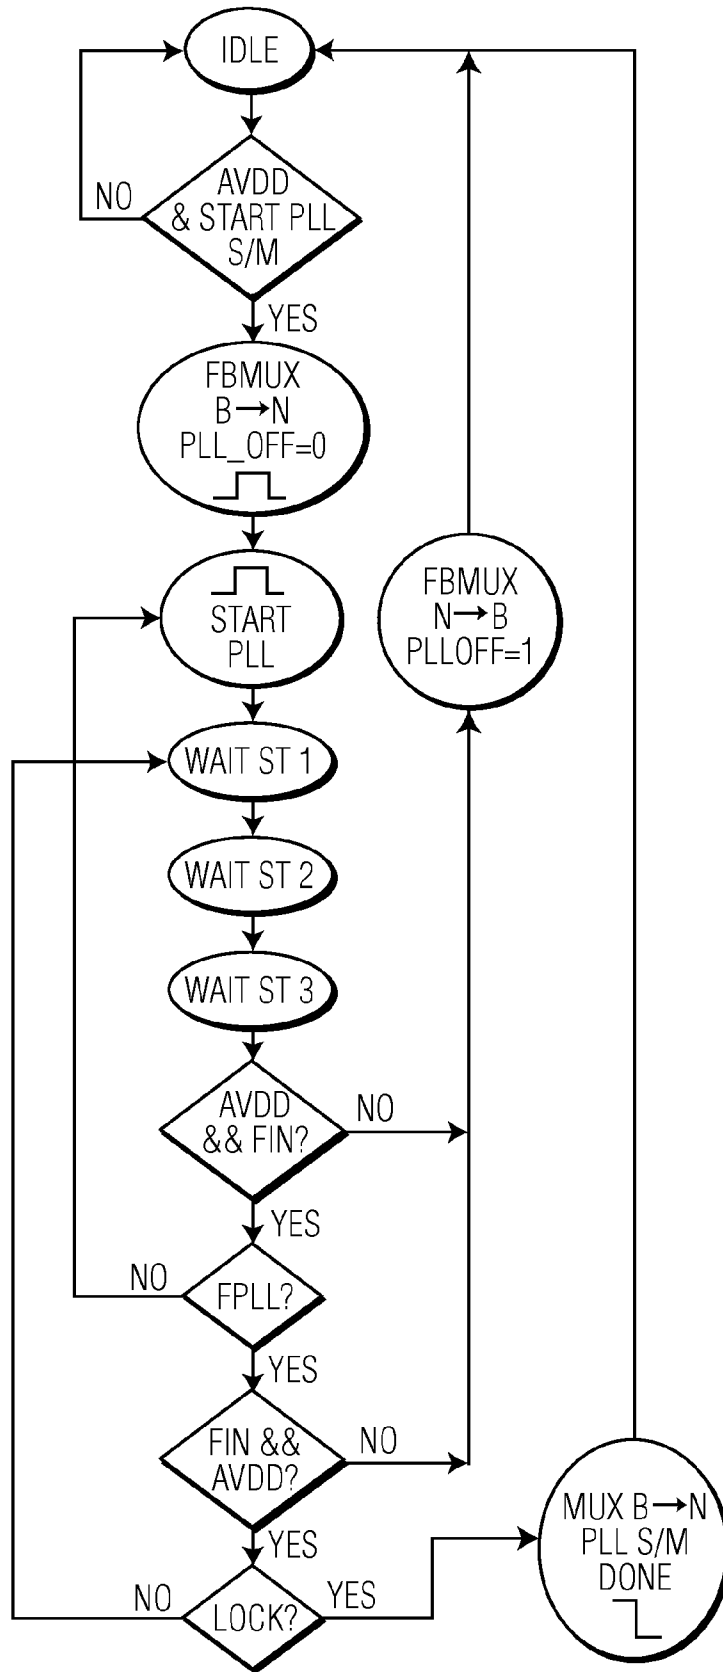 IDLE
AVDD
& START PLL
S/M
NO
YES
FBMUX
B→N
PLL_OFF=0
START
PLL
FBMUX
N→B
PLLOFF=1
WAIT ST 1
WAIT ST 2
WAIT ST 3
AVDD
&& FIN?
NO
YES
FPLL?
NO
YES
FIN &&
AVDD?
NO
YES
LOCK?
NO
YES
MUX B→N
PLL S/M
DONE